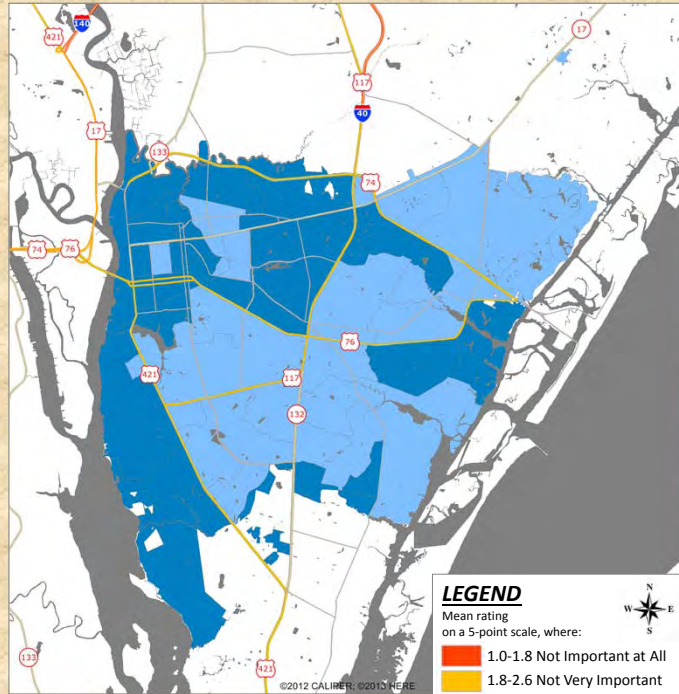 140
421
17
117
40
17
133
74
74
76
76
421
117
132
133
421
©2012 CALIPER; ©2013 HERE
LEGEND
Mean rating
on a 5-point scale, where:
N
W E
S
1.0-1.8 Not Important at All
1.8-2.6 Not Very Important